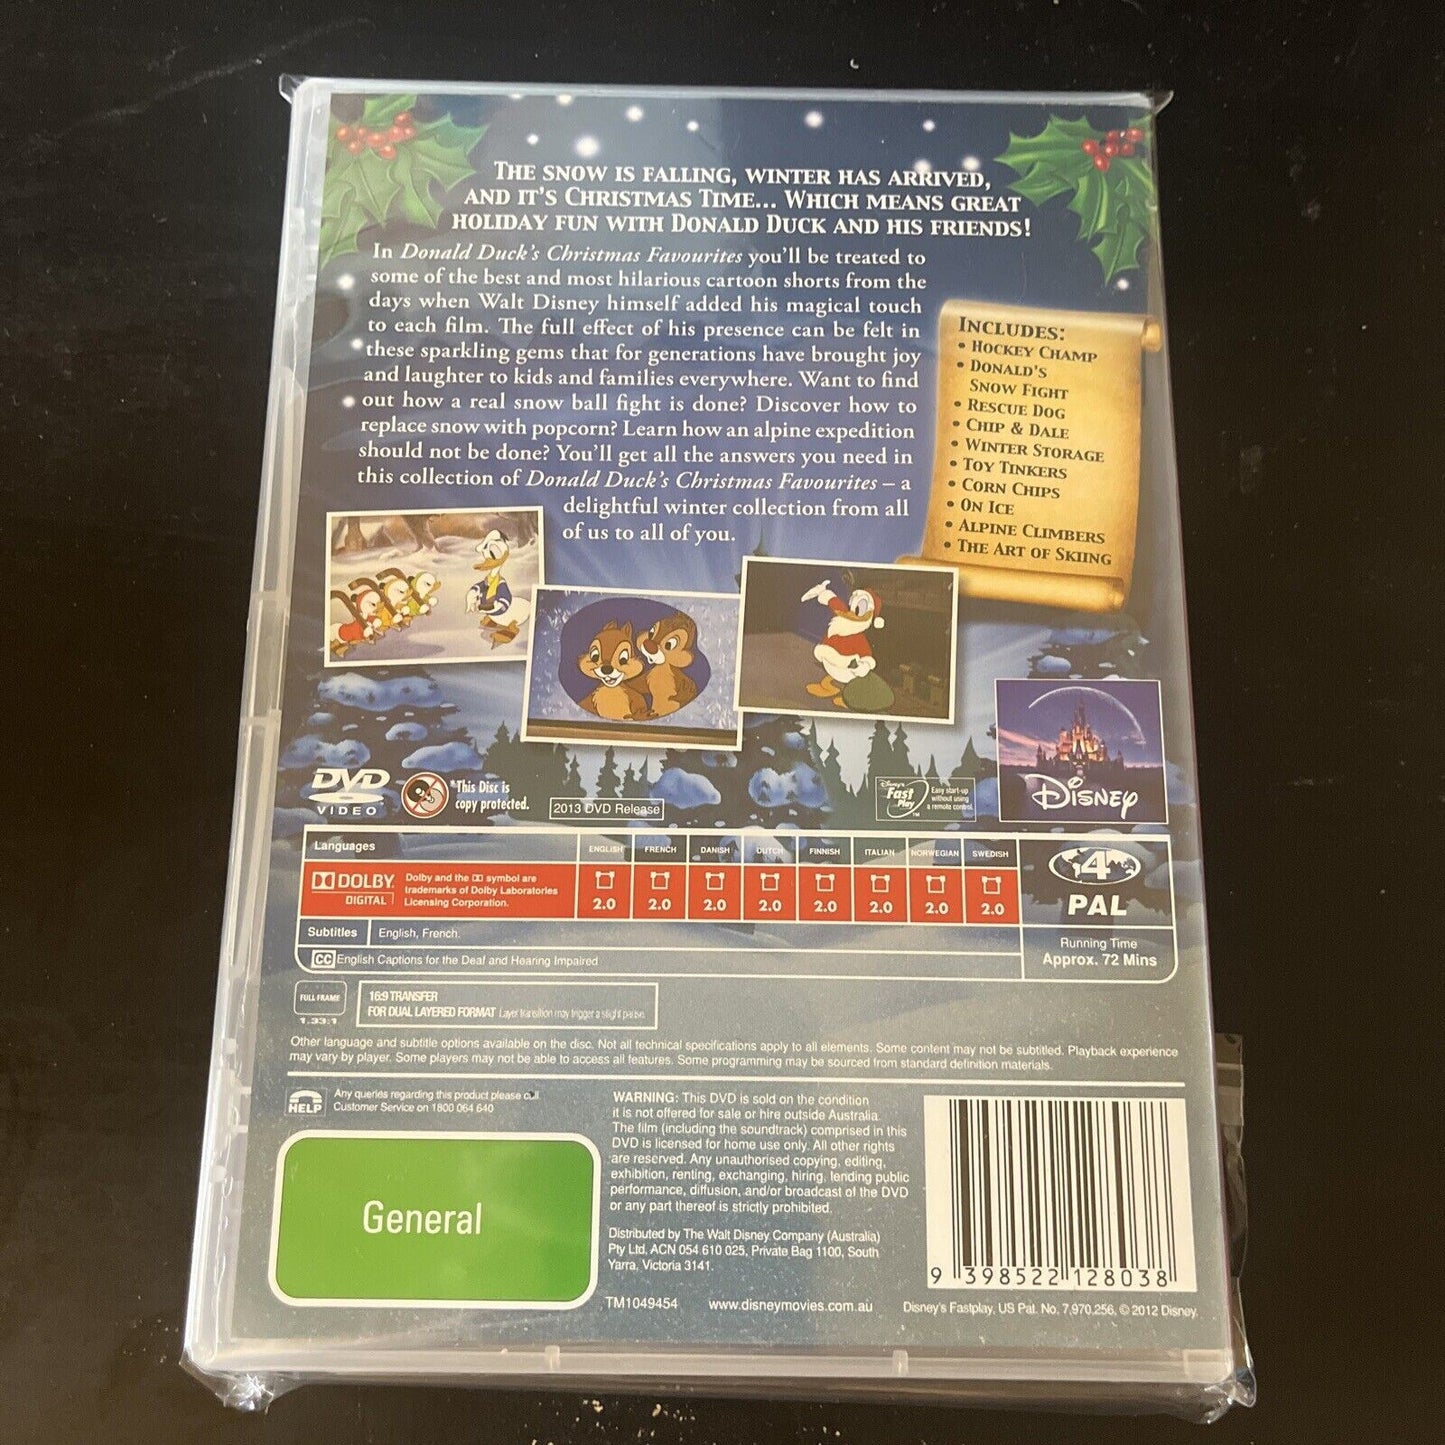 THE SNOW IS FALLING, WINTER HAS ARRIVED,
AND IT'S CHRISTMAS TIME... WHICH MEANS GREAT
HOLIDAY FUN WITH DONALD DUCK AND HIS FRIENDS!
In Donald Duck's Christmas Favourites you'll be treated to
some of the best and most hilarious cartoon shorts from the
days when Walt Disney himself added his magical touch
to each film. The full effect of his presence can be felt in
these sparkling gems that for generations have brought joy
and laughter to kids and families everywhere. Want to find
out how a real snow ball fight is done? Discover how to
replace snow with popcorn? Learn how an alpine expedition
should not be done? You'll get all the answers you need in
this collection of Donald Duck's Christmas Favourites – a
delightful winter collection from all
of us to all of you.
INCLUDES:
• HOCKEY CHAMP
• DONALD'S
SNOW FIGHT
• RESCUE DOG
• CHIP & DALE
• WINTER STORAGE
• TOY TINKERS
• CORN CHIPS
• ON ICE
• ALPINE CLIMBERS
• THE ART OF SKIING
DVD
VIDEO
*This Disc is
copy protected.
2013 DVD Release
Disney's
Fast
Play
TM
Easy start-up
without using
a remote control.
Disney
Languages
ENGLISH FRENCH DANISH DUTCH FINNISH ITALIAN NORWEGIAN SWEDISH
DOLBY
DIGITAL
Dolby and the DD symbol are
trademarks of Dolby Laboratories
Licensing Corporation.
2.0 2.0 2.0 2.0 2.0 2.0 2.0 2.0
4
PAL
Subtitles English, French.
CC English Captions for the Deaf and Hearing Impaired
Running Time
Approx. 72 Mins
FULL FRAME
1.33:1
16:9 TRANSFER
FOR DUAL LAYERED FORMAT Layer transition may trigger a slight pause.
Other language and subtitle options available on the disc. Not all technical specifications apply to all elements. Some content may not be subtitled. Playback experience
may vary by player. Some players may not be able to access all features. Some programming may be sourced from standard definition materials.
HELP
Any queries regarding this product please call
Customer Service on 1800 064 640
General
WARNING: This DVD is sold on the condition
it is not offered for sale or hire outside Australia.
The film (including the soundtrack) comprised in this
DVD is licensed for home use only. All other rights
are reserved. Any unauthorised copying, editing,
exhibition, renting, exchanging, hiring, lending public
performance, diffusion, and/or broadcast of the DVD
or any part thereof is strictly prohibited.
Distributed by The Walt Disney Company (Australia)
Pty Ltd, ACN 054 610 025, Private Bag 1100, South
Yarra, Victoria 3141.
TM1049454 www.disneymovies.com.au
9 398522 128038
Disney's Fastplay, US Pat. No. 7,970,256, © 2012 Disney.